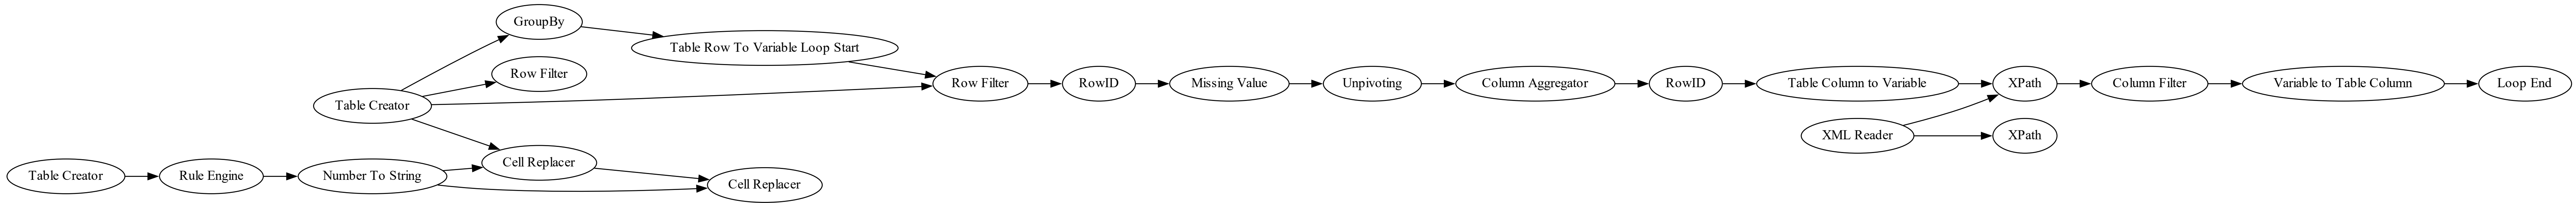 GroupBy
Table Row To Variable Loop Start
Row Filter
Table Creator
Row Filter
RowID
Missing Value
Unpivoting
Column Aggregator
RowID
Table Column to Variable
XPath
Column Filter
Variable to Table Column
Loop End
XML Reader
XPath
Cell Replacer
Table Creator
Rule Engine
Number To String
Cell Replacer